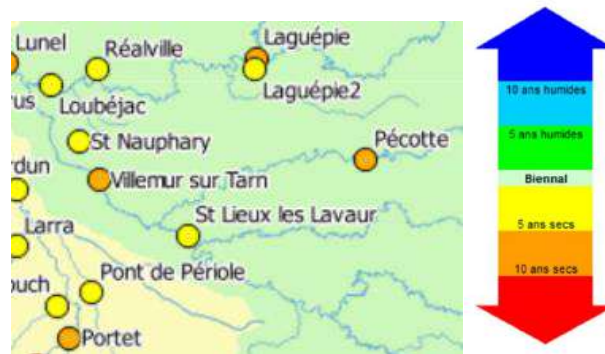 Lunel
Réalville
Laguépie
Loubéjac
Laguépie2
St Nauphary
Pécotte
Villemur sur Tarn
St Lieux les Lavaur
Larra
Pont de Périole
Portet
10 ans humides
5 ans humides
Biennal
5 ans secs
10 ans secs